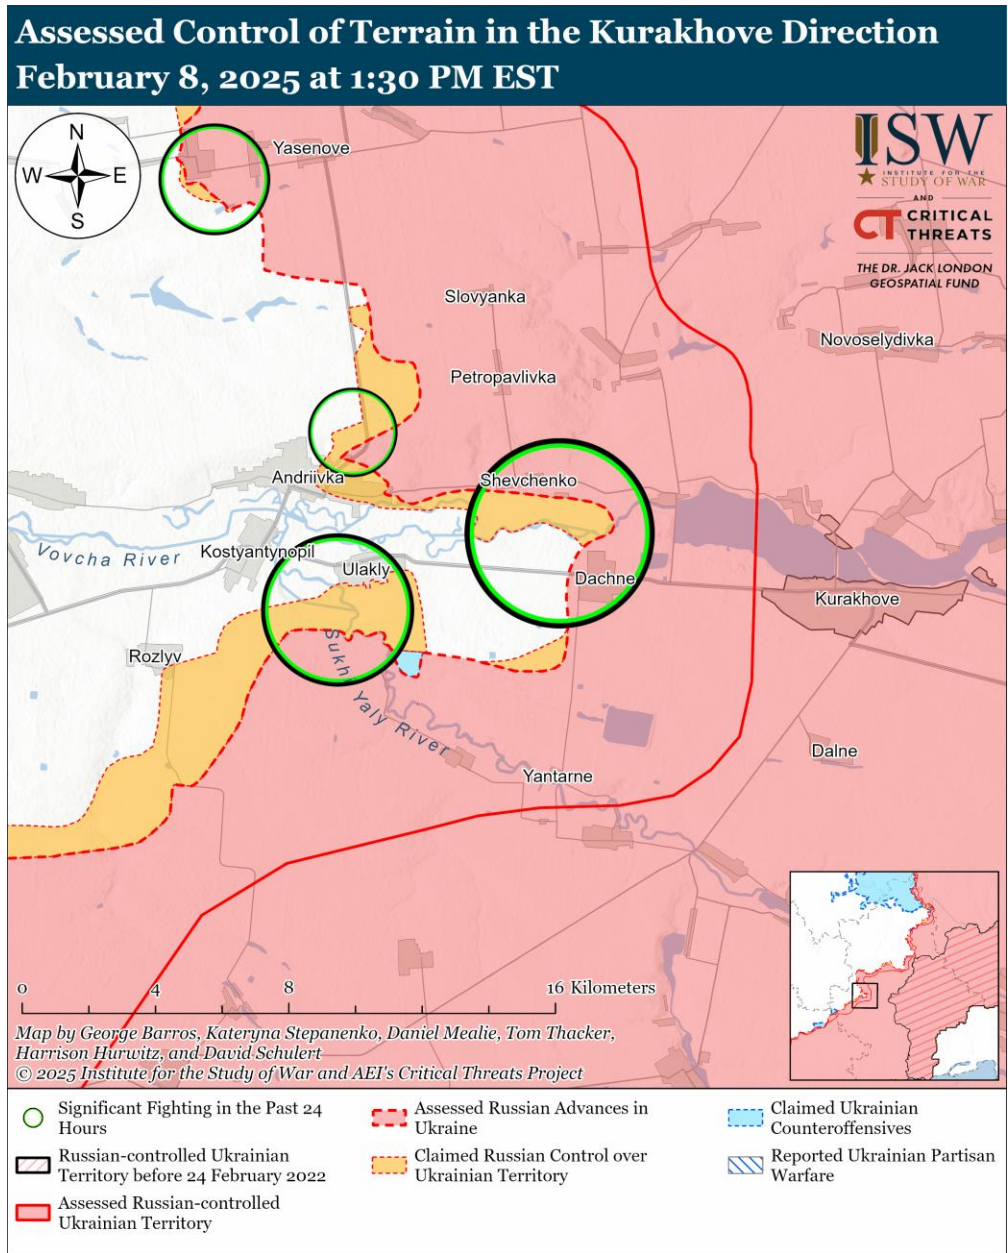 Assessed Control of Terrain in the Kurakhove Direction
February 8, 2025 at 1:30 PM EST
N
W
E
S
ISW
INSTITUTE FOR THE
STUDY OF WAR
AND
CT CRITICAL
THREATS
THE DR. JACK LONDON
GEOSPATIAL FUND
Yasenove
Slovyanka
Novoselydivka
Petropavlivka
Andriivka
Shevchenko
Vovcha River
Kostyantynopil
Ulakly
Dachne
Kurakhove
Rozlyv
Sukhi Yaly River
Dalne
Yantarne
0 4 8 16 Kilometers
Map by George Barros, Kateryna Stepanenko, Daniel Mealie, Tom Thacker,
Harrison Hurwitz, and David Schulert
© 2025 Institute for the Study of War and AEI's Critical Threats Project
Significant Fighting in the Past 24
Hours
Russian-controlled Ukrainian
Territory before 24 February 2022
Assessed Russian-controlled
Ukrainian Territory
Assessed Russian Advances in
Ukraine
Claimed Russian Control over
Ukrainian Territory
Claimed Ukrainian
Counteroffensives
Reported Ukrainian Partisan
Warfare